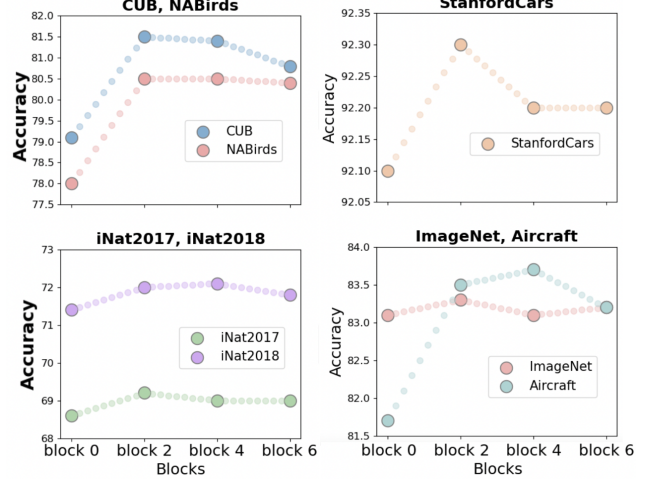 CUB, NABirds
82.0
81.5
81.0
80.5
80.0
79.5
79.0
78.5
78.0
77.5
Accuracy
CUB
NABirds
StanfordCars
92.35
92.30
92.25
92.20
92.15
92.10
92.05
Accuracy
StanfordCars
iNat2017, iNat2018
73
72
71
70
69
68
Accuracy
iNat2017
iNat2018
block 0 block 2 block 4 block 6
Blocks
ImageNet, Aircraft
84.0
83.5
83.0
82.5
82.0
81.5
Accuracy
ImageNet
Aircraft
block 0 block 2 block 4 block 6
Blocks